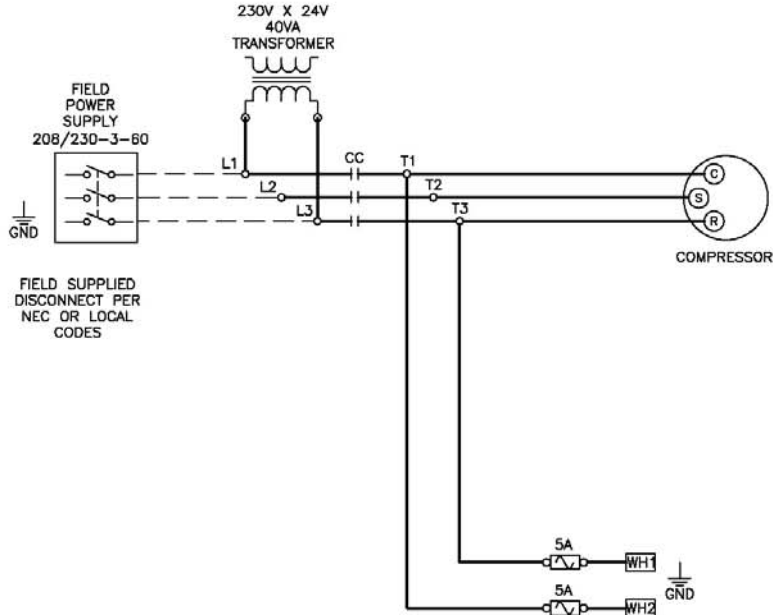 230V X 24V
40VA
TRANSFORMER
FIELD
POWER
SUPPLY
208/230-3-60
L1
CC
T1
C
L2
T2
S
L3
T3
R
GND
COMPRESSOR
FIELD SUPPLIED
DISCONNECT PER
NEC OR LOCAL
CODES
5A
WH1
GND
5A
WH2